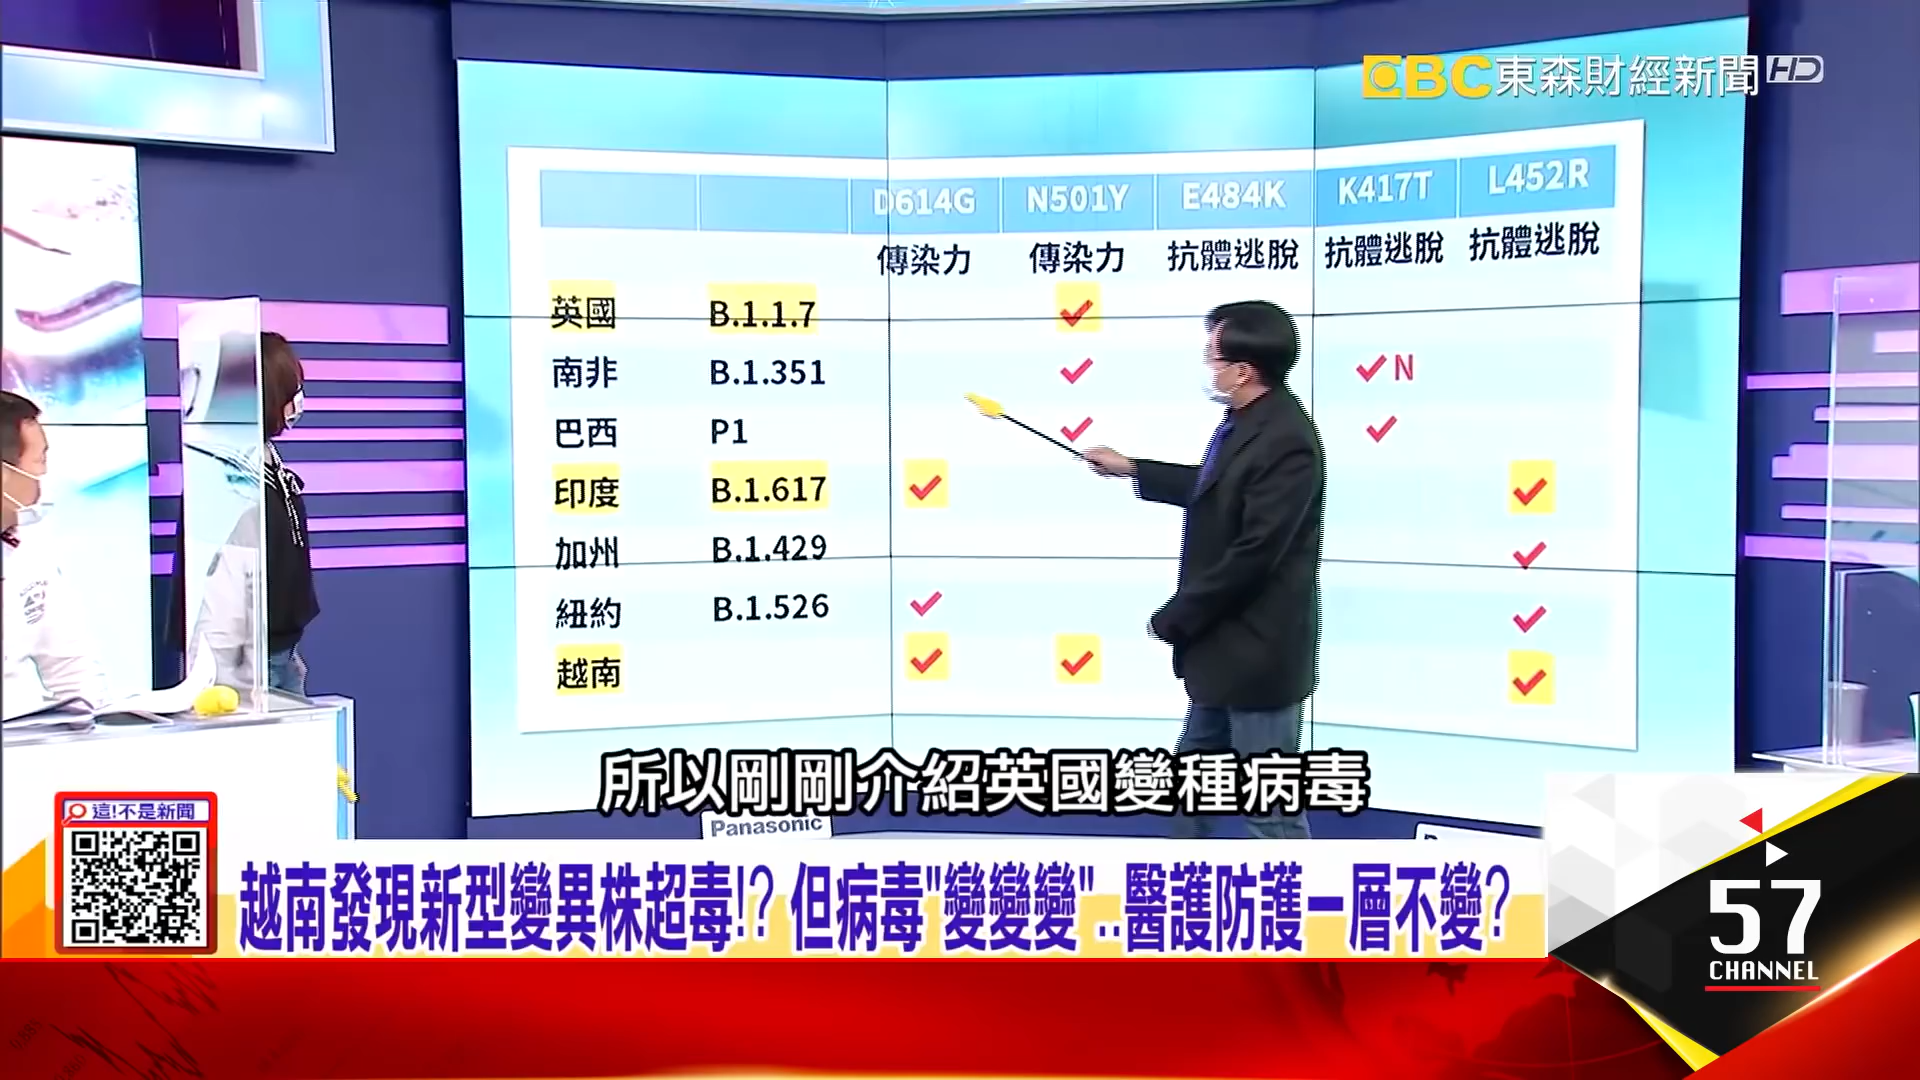 EBC東森財經新聞HD
D614G N501Y E484K K417T L452R
傳染力 傳染力 抗體逃脫 抗體逃脫 抗體逃脫
英國 B.1.1.7
南非 B.1.351 N
巴西 P1
印度 B.1.617
加州 B.1.429
紐約 B.1.526
越南
所以剛剛介紹英國變種病毒
Panasonic
這!不是新聞
越南發現新型變異株超毒!? 但病毒"變變變"..醫護防護一層不變?
57
CHANNEL